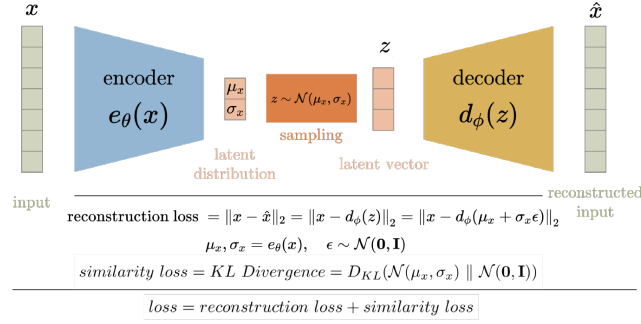 x
x̂
z
encoder
e_θ(x)
μ_x
σ_x
z ∼ 𝒩(μ_x, σ_x)
decoder
d_ϕ(z)
sampling
latent
distribution
latent vector
input
reconstructed
input
reconstruction loss = ‖x − x̂‖₂ = ‖x − d_ϕ(z)‖₂ = ‖x − d_ϕ(μ_x + σ_xϵ)‖₂
μ_x, σ_x = e_θ(x), ϵ ∼ 𝒩(0, I)
similarity loss = KL Divergence = D_KL(𝒩(μ_x, σ_x) ∥ 𝒩(0, I))
loss = reconstruction loss + similarity loss